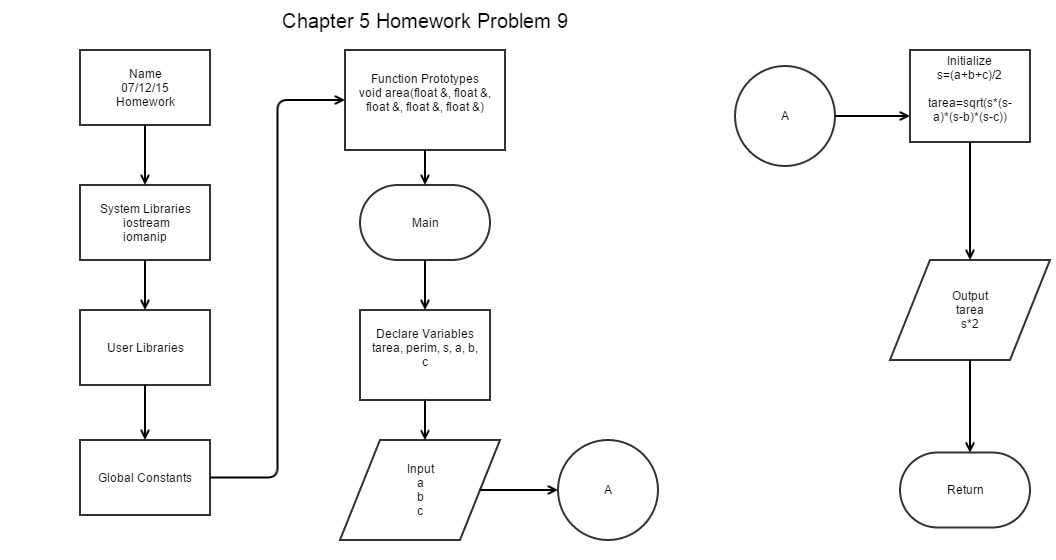 Chapter 5 Homework Problem 9
Name
07/12/15
Homework
System Libraries
iostream
iomanip
User Libraries
Global Constants
Function Prototypes
void area(float &, float &,
float &, float &, float &)
Main
Declare Variables
tarea, perim, s, a, b,
c
Input
a
b
c
A
A
Initialize
s=(a+b+c)/2
tarea=sqrt(s*(s-
a)*(s-b)*(s-c))
Output
tarea
s*2
Return